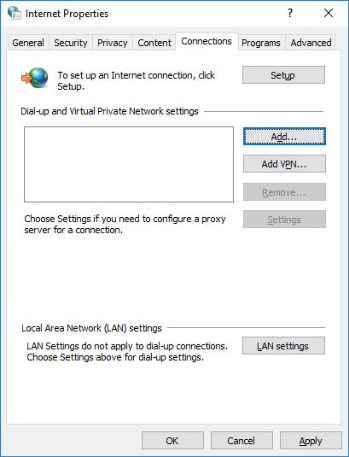 Internet Properties
General Security Privacy Content Connections Programs Advanced
To set up an Internet connection, click
Setup.
Setup
Dial-up and Virtual Private Network settings
Add...
Add VPN...
Remove...
Choose Settings if you need to configure a proxy
server for a connection.
Settings
Local Area Network (LAN) settings
LAN Settings do not apply to dial-up connections.
Choose Settings above for dial-up settings.
LAN settings
OK Cancel Apply